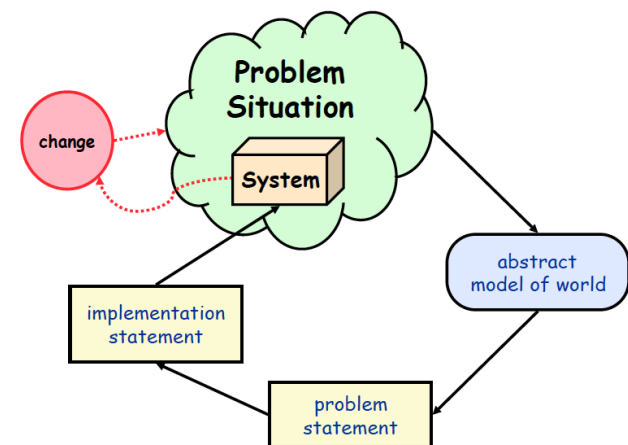 Problem
Situation
change
System
abstract
model of world
implementation
statement
problem
statement